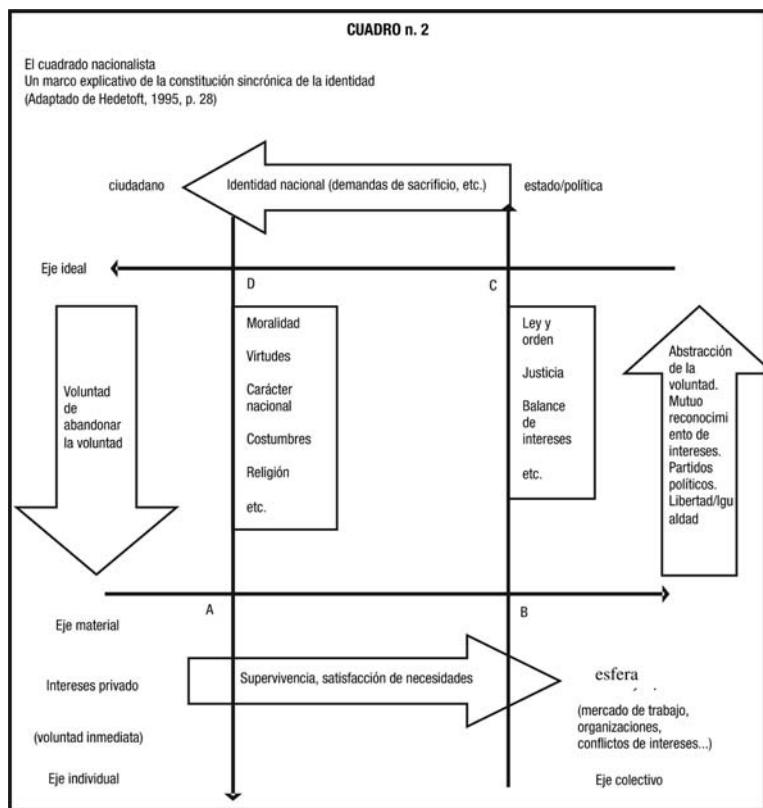 CUADRO n. 2
El cuadrado nacionalista
Un marco explicativo de la constitución sincrónica de la identidad
(Adaptado de Hedetoft, 1995, p. 28)
ciudadano
Identidad nacional (demandas de sacrificio, etc.)
estado/política
Eje ideal
D
C
Voluntad
de
abandonar
la voluntad
Moralidad
Virtudes
Carácter
nacional
Costumbres
Religión
etc.
Ley y
orden
Justicia
Balance
de
intereses
etc.
Abstracción
de la
voluntad.
Mutuo
reconocimi
ento de
intereses.
Partidos
políticos.
Libertad/Igu
aldad
A
B
Eje material
Intereses privado
Supervivencia, satisfacción de necesidades
esfera
(mercado de trabajo,
organizaciones,
conflictos de intereses...)
(voluntad inmediata)
Eje individual
Eje colectivo